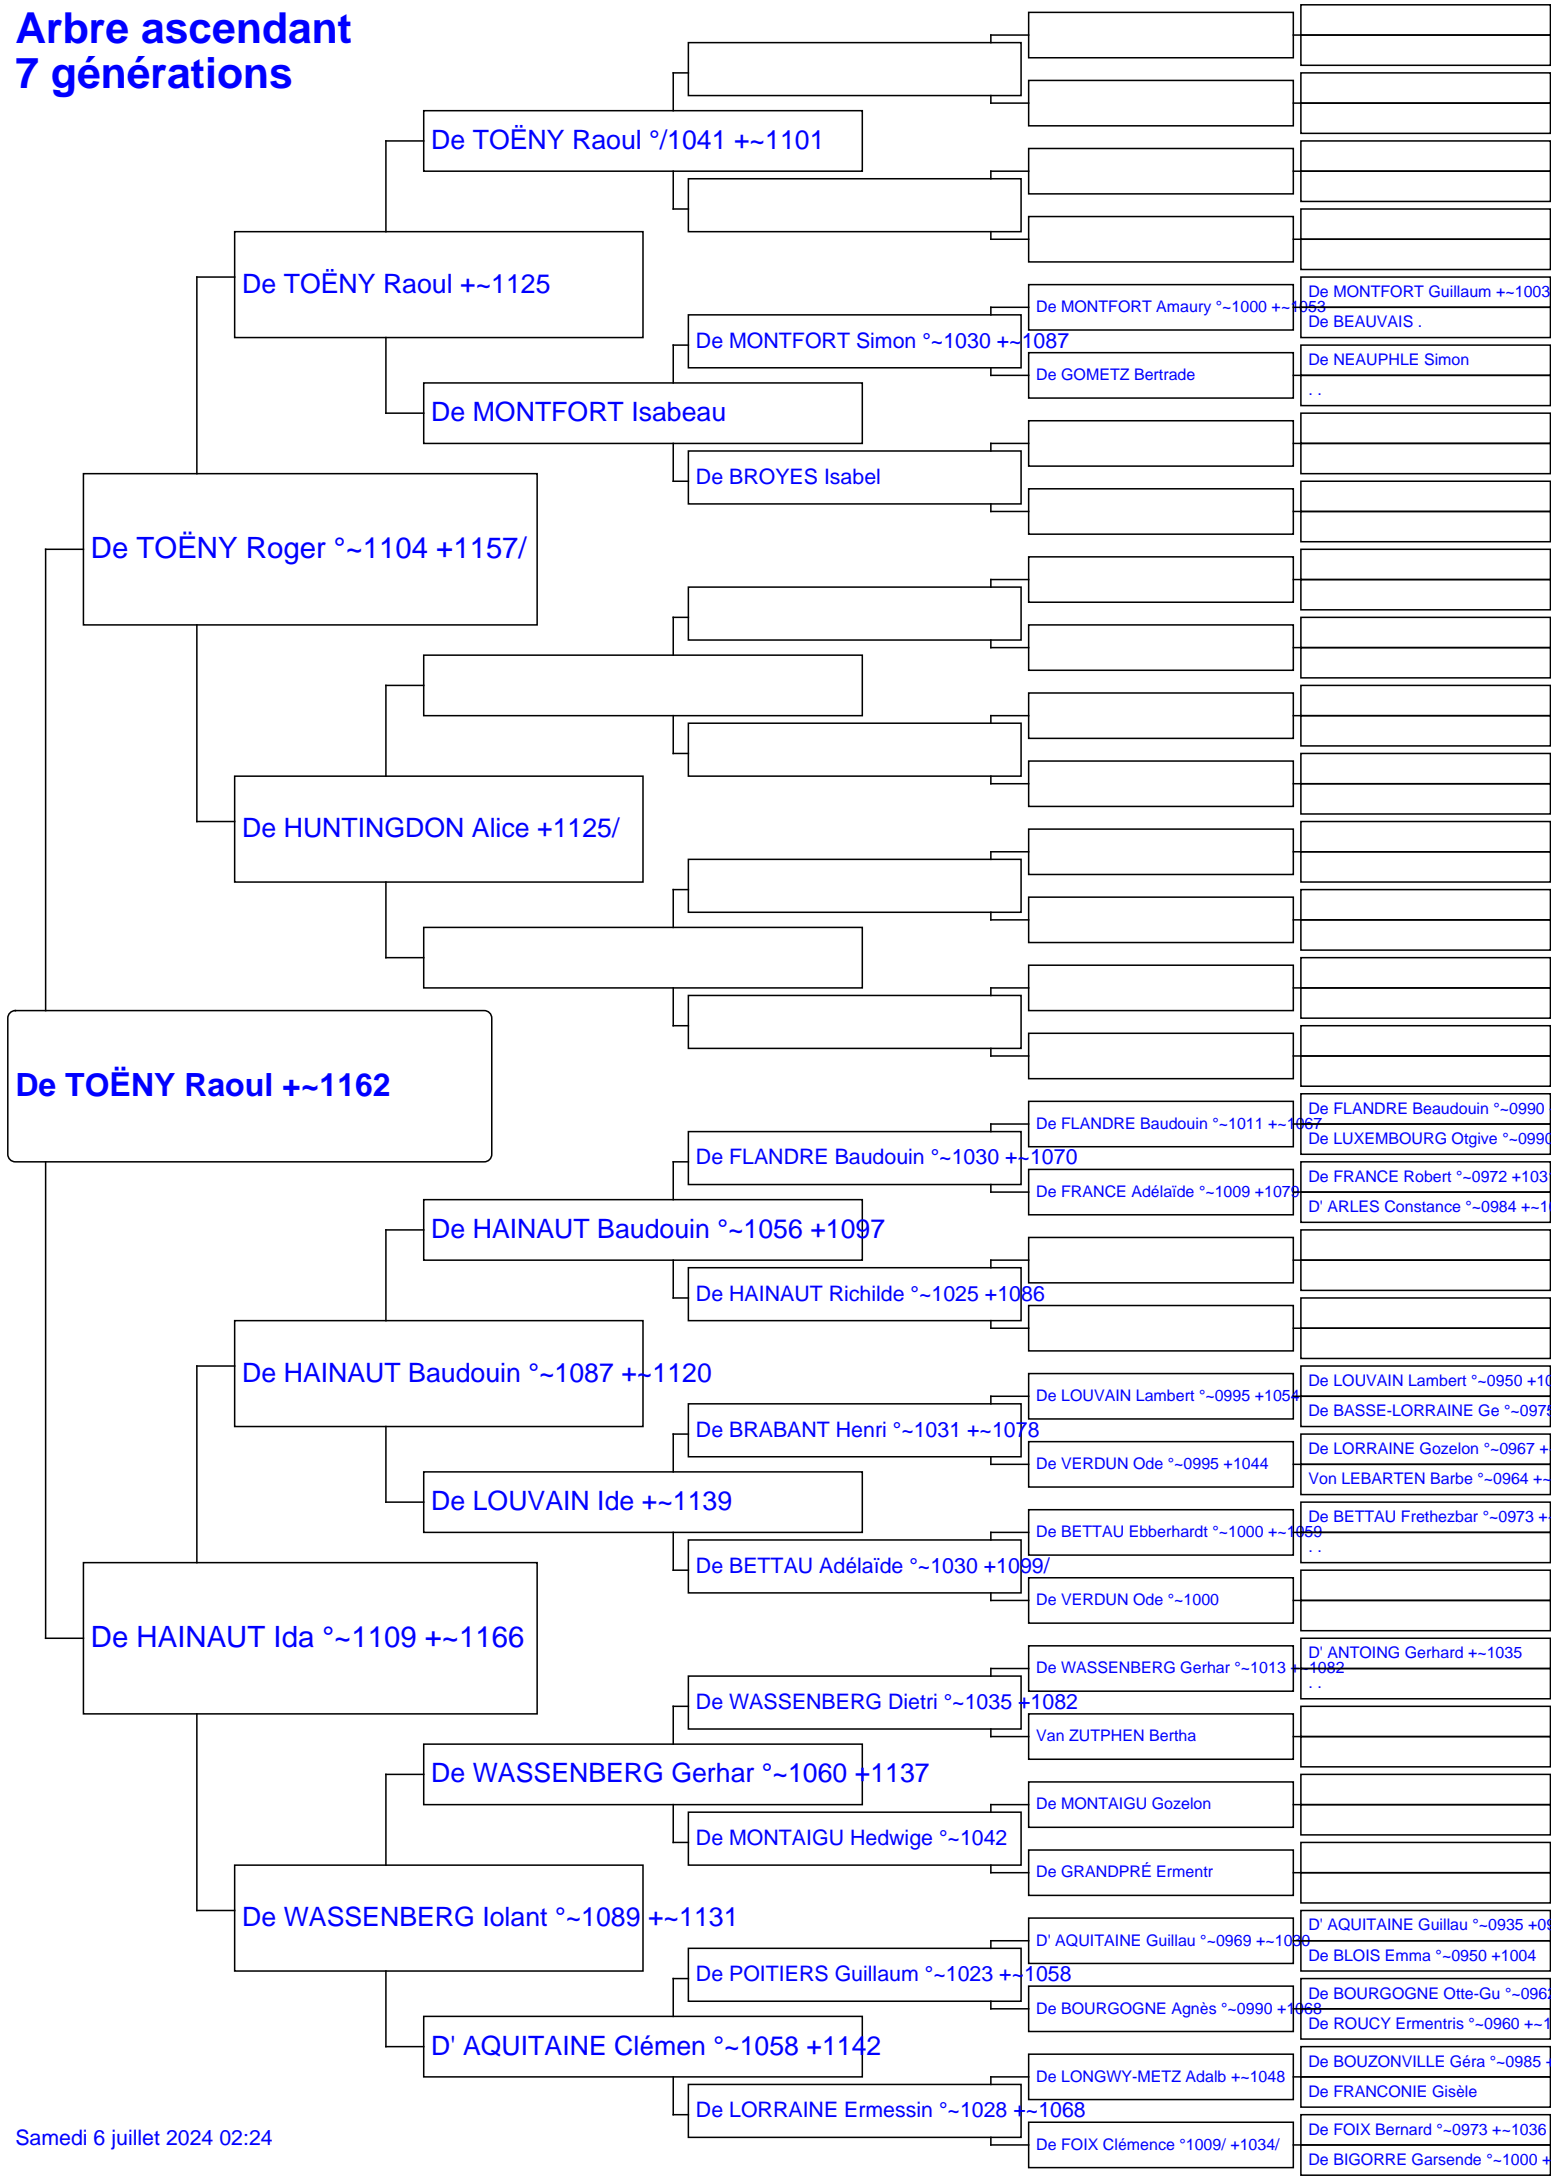 Arbre ascendant
7 générations
De TOËNY Raoul °/1041 +~1101
De TOËNY Raoul +~1125
De MONTFORT Guillaum +~1003
De MONTFORT Amaury °~1000 +~1053
De BEAUVAIS .
De MONTFORT Simon °~1030 +~1087
De NEAUPHLE Simon
De GOMETZ Bertrade
. .
De MONTFORT Isabeau
De BROYES Isabel
De TOËNY Roger °~1104 +1157/
De HUNTINGDON Alice +1125/
De TOËNY Raoul +~1162
De FLANDRE Beaudouin °~0990
De FLANDRE Baudouin °~1011 +~1067
De LUXEMBOURG Otgive °~0990
De FLANDRE Baudouin °~1030 +~1070
De FRANCE Robert °~0972 +103
De FRANCE Adélaïde °~1009 +1079
D' ARLES Constance °~0984 +~1
De HAINAUT Baudouin °~1056 +1097
De HAINAUT Richilde °~1025 +1086
De HAINAUT Baudouin °~1087 +~1120
De LOUVAIN Lambert °~0950 +10
De LOUVAIN Lambert °~0995 +1054
De BASSE-LORRAINE Ge °~0975
De BRABANT Henri °~1031 +~1078
De LORRAINE Gozelon °~0967 +
De VERDUN Ode °~0995 +1044
Von LEBARTEN Barbe °~0964 +~
De LOUVAIN Ide +~1139
De BETTAU Frethezbar °~0973 +
De BETTAU Ebberhardt °~1000 +~1059
. .
De BETTAU Adélaïde °~1030 +1099/
De VERDUN Ode °~1000
De HAINAUT Ida °~1109 +~1166
D' ANTOING Gerhard +~1035
De WASSENBERG Gerhar °~1013 +~1082
. .
De WASSENBERG Dietri °~1035 +1082
Van ZUTPHEN Bertha
De WASSENBERG Gerhar °~1060 +1137
De MONTAIGU Gozelon
De MONTAIGU Hedwige °~1042
De GRANDPRÉ Ermentr
De WASSENBERG Iolant °~1089 +~1131
D' AQUITAINE Guillau °~0935 +09
D' AQUITAINE Guillau °~0969 +~1030
De BLOIS Emma °~0950 +1004
De POITIERS Guillaum °~1023 +~1058
De BOURGOGNE Otte-Gu °~0962
De BOURGOGNE Agnès °~0990 +1068
De ROUCY Ermentris °~0960 +~1
D' AQUITAINE Clémen °~1058 +1142
De BOUZONVILLE Géra °~0985 +
De LONGWY-METZ Adalb +~1048
De FRANCONIE Gisèle
De LORRAINE Ermessin °~1028 +~1068
De FOIX Bernard °~0973 +~1036
De FOIX Clémence °1009/ +1034/
De BIGORRE Garsende °~1000 +
Samedi 6 juillet 2024 02:24